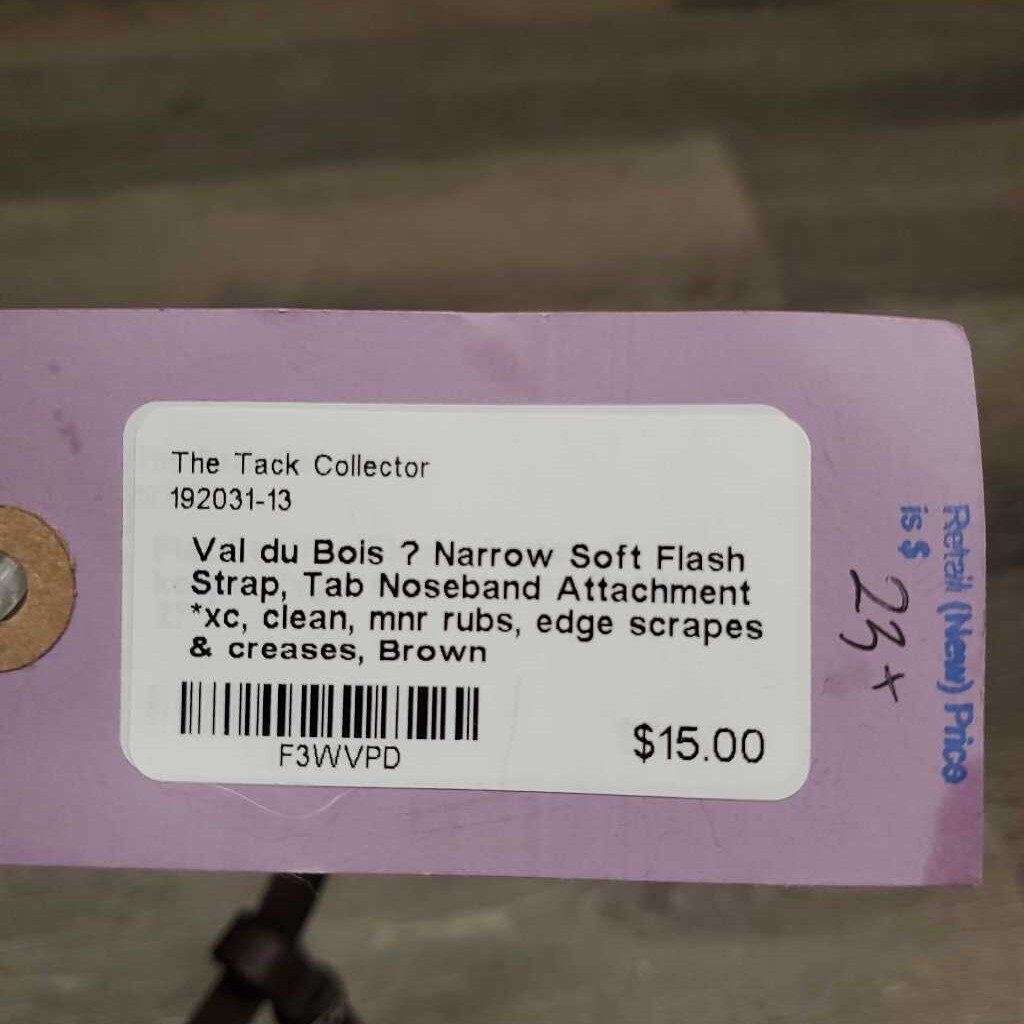 The Tack Collector
192031-13
Val du Bois ? Narrow Soft Flash
Strap, Tab Noseband Attachment
*xc, clean, mnr rubs, edge scrapes
& creases, Brown
F3WVPD
$15.00
Retail (New) Price
is $
23+